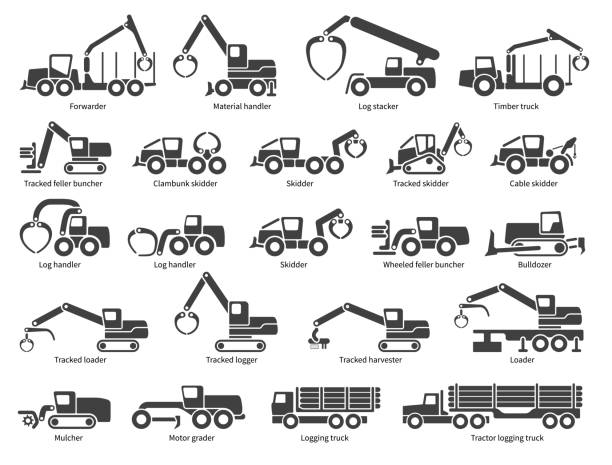 Forwarder
Material handler
Log stacker
Timber truck
Tracked feller buncher
Clambunk skidder
Skidder
Tracked skidder
Cable skidder
Log handler
Log handler
Skidder
Wheeled feller buncher
Bulldozer
Tracked loader
Tracked logger
Tracked harvester
Loader
Mulcher
Motor grader
Logging truck
Tractor logging truck